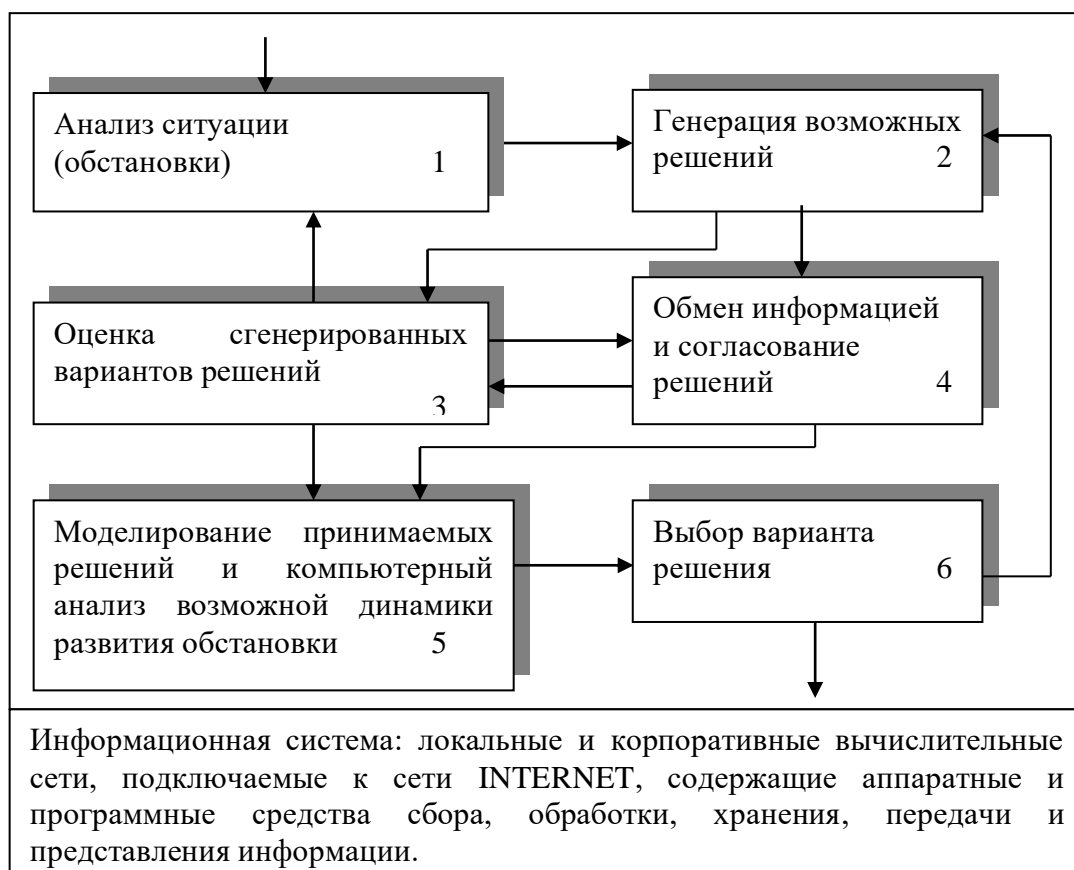 Анализ ситуации
(обстановки) 1
Генерация возможных
решений 2
Оценка сгенерированных
вариантов решений
3
Обмен информацией
и согласование
решений 4
Моделирование принимаемых
решений и компьютерный
анализ возможной динамики
развития обстановки 5
Выбор варианта
решения 6
Информационная система: локальные и корпоративные вычислительные
сети, подключаемые к сети INTERNET, содержащие аппаратные и
программные средства сбора, обработки, хранения, передачи и
представления информации.